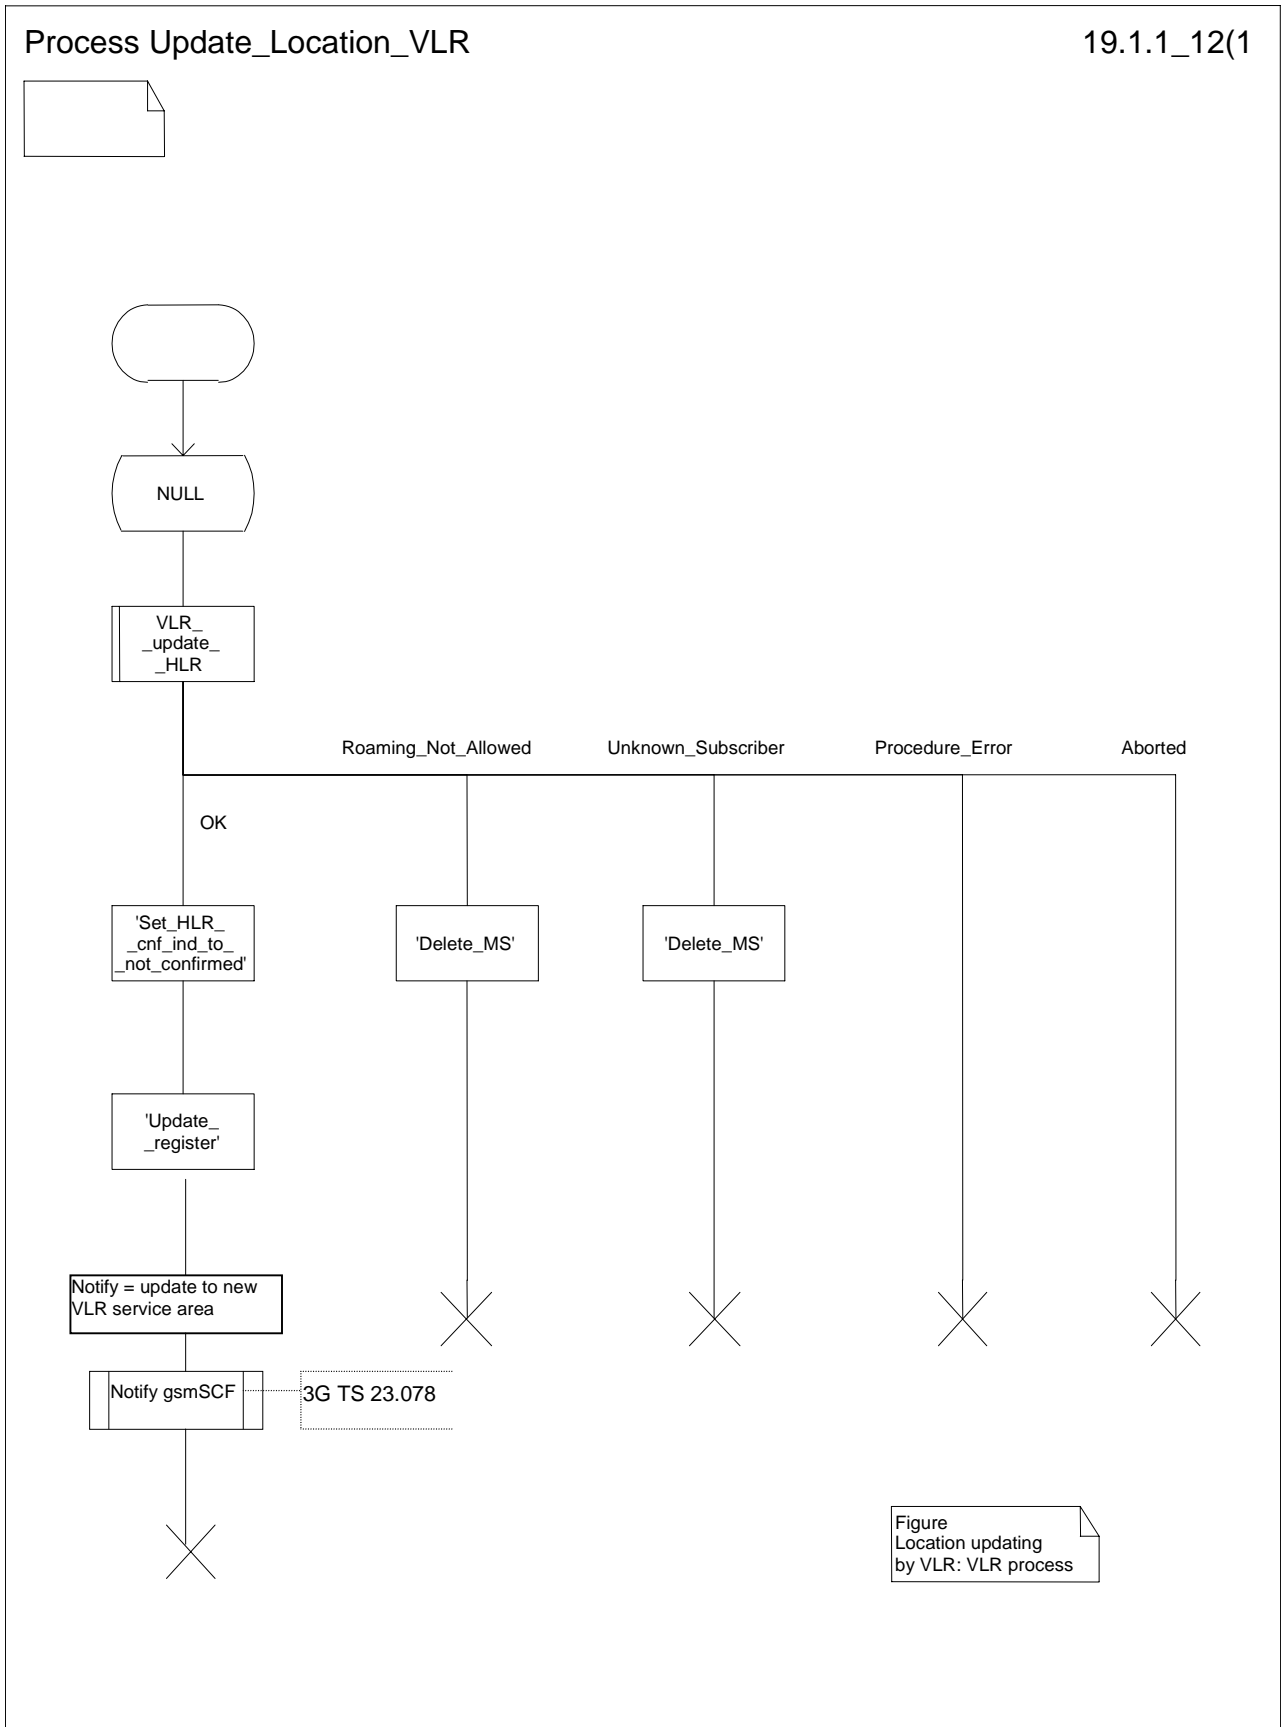 Process Update_Location_VLR
19.1.1_12(1
NULL
VLR_
_update_
_HLR
Roaming_Not_Allowed
Unknown_Subscriber
Procedure_Error
Aborted
OK
'Set_HLR_
_cnf_ind_to_
_not_confirmed'
'Delete_MS'
'Delete_MS'
'Update_
_register'
Notify = update to new
VLR service area
Notify gsmSCF
3G TS 23.078
Figure
Location updating
by VLR: VLR process